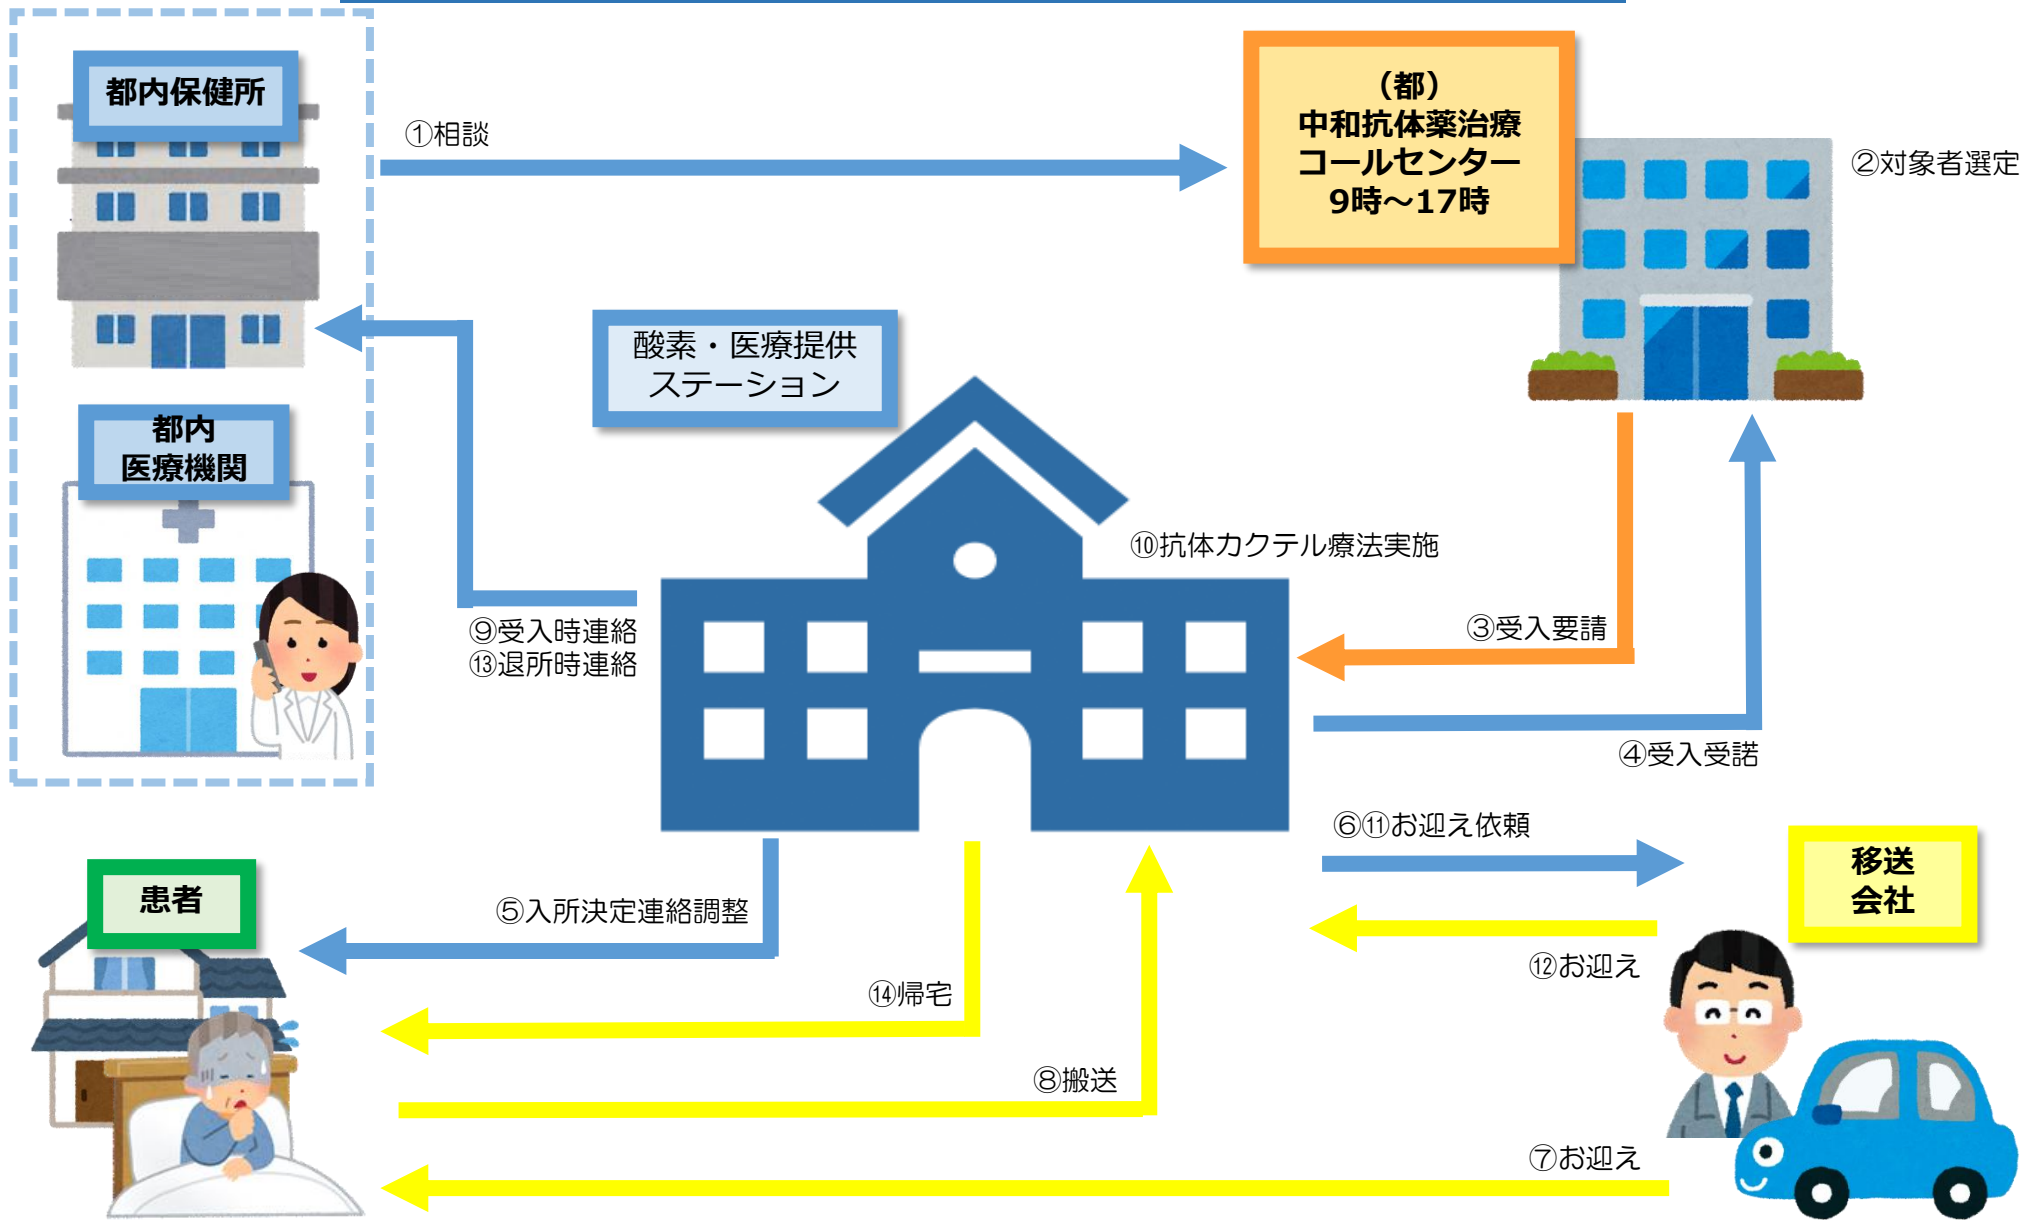 都内保健所
①相談
（都）
中和抗体薬治療
コールセンター
9時～17時
②対象者選定
酸素・医療提供
ステーション
都内
医療機関
⑩抗体カクテル療法実施
⑨受入時連絡
⑬退所時連絡
③受入要請
④受入受諾
⑥⑪お迎え依頼
移送
会社
患者
⑤入所決定連絡調整
⑫お迎え
⑭帰宅
⑧搬送
⑦お迎え